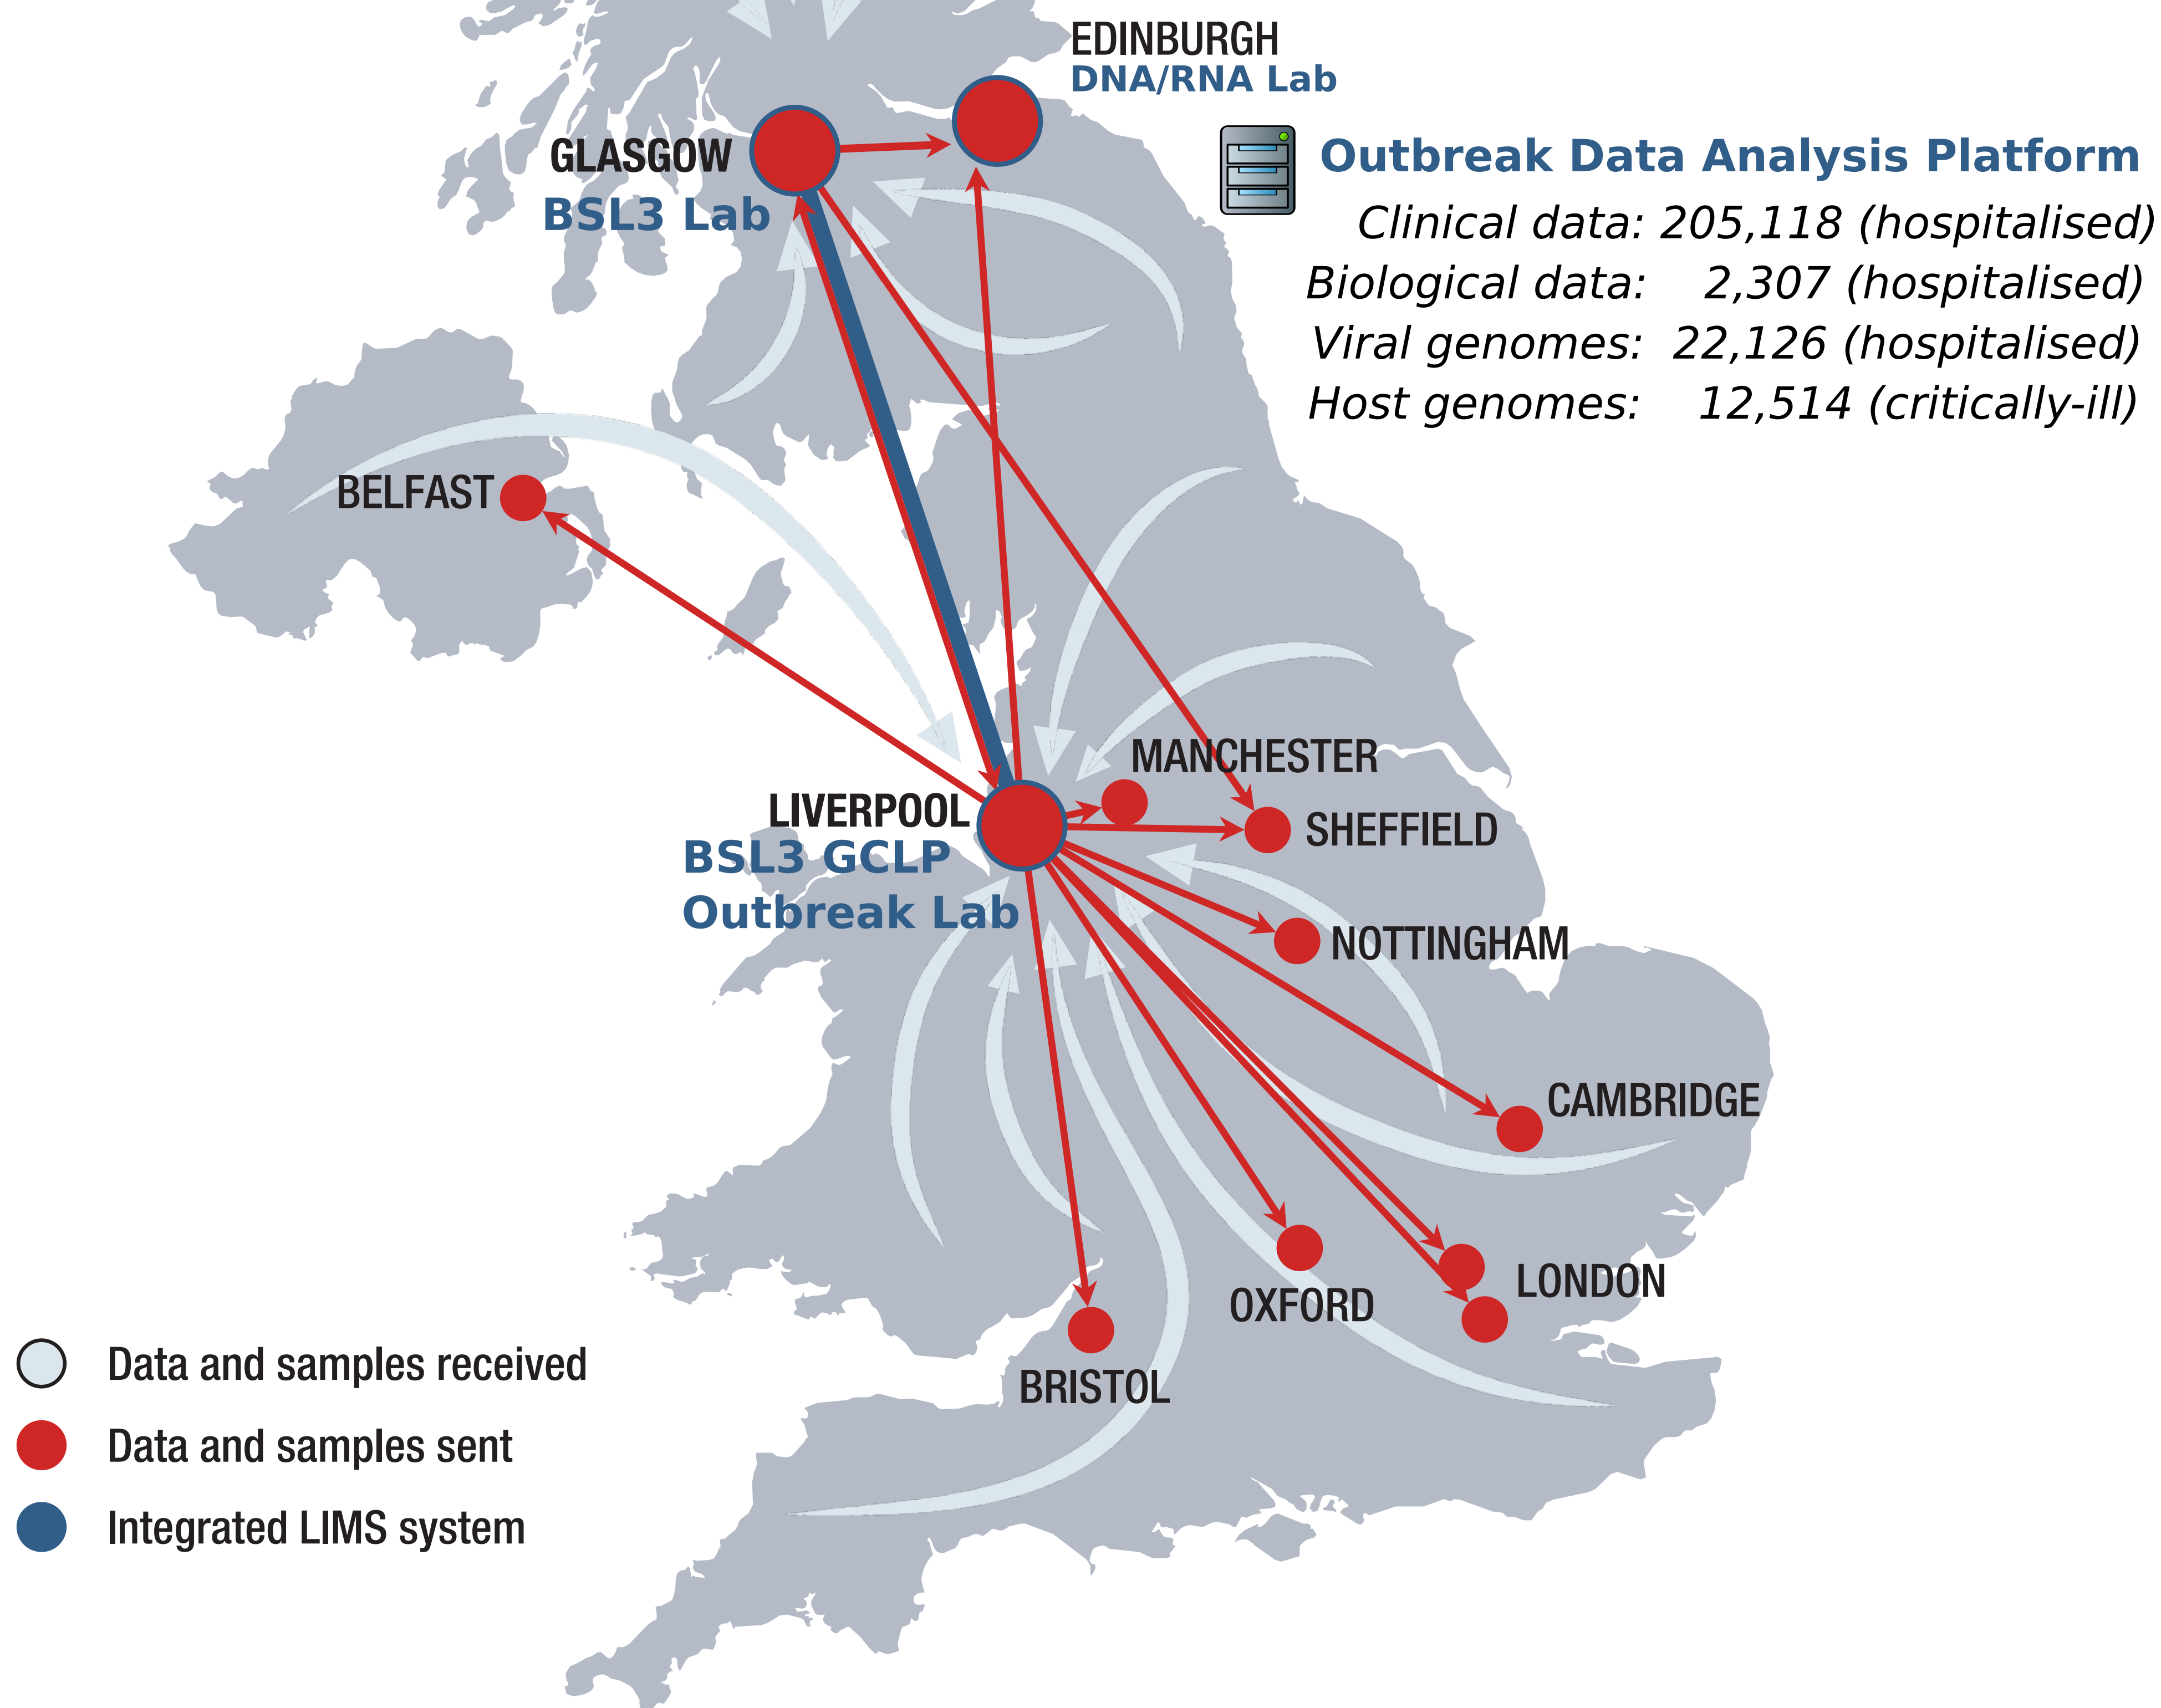 EDINBURGH
DNA/RNA Lab
GLASGOW
BSL3 Lab
Outbreak Data Analysis Platform
Clinical data: 205,118 (hospitalised)
Biological data: 2,307 (hospitalised)
Viral genomes: 22,126 (hospitalised)
Host genomes: 12,514 (critically-ill)
BELFAST
MANCHESTER
LIVERPOOL
BSL3 GCLP
Outbreak Lab
SHEFFIELD
NOTTINGHAM
CAMBRIDGE
LONDON
OXFORD
BRISTOL
Data and samples received
Data and samples sent
Integrated LIMS system